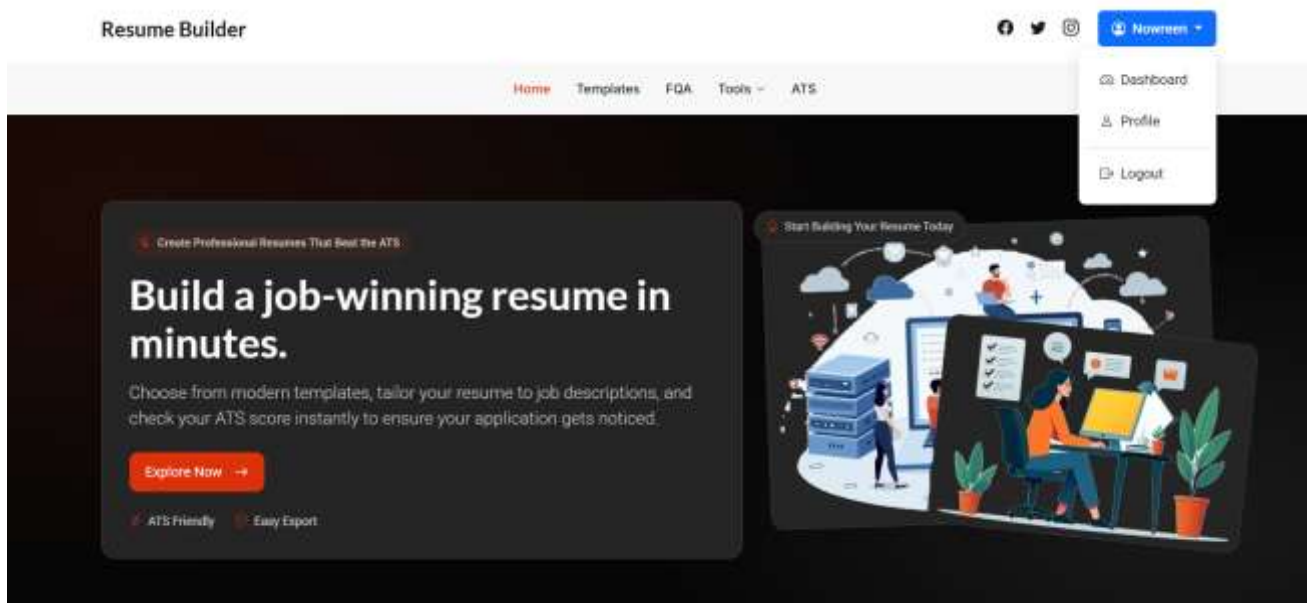 Resume Builder
Nowreen
Dashboard
Profile
Logout
Home Templates FQA Tools ATS
Create Professional Resumes That Beat the ATS
Build a job-winning resume in
minutes.
Choose from modern templates, tailor your resume to job descriptions, and
check your ATS score instantly to ensure your application gets noticed.
Explore Now →
ATS Friendly Easy Export
Start Building Your Resume Today